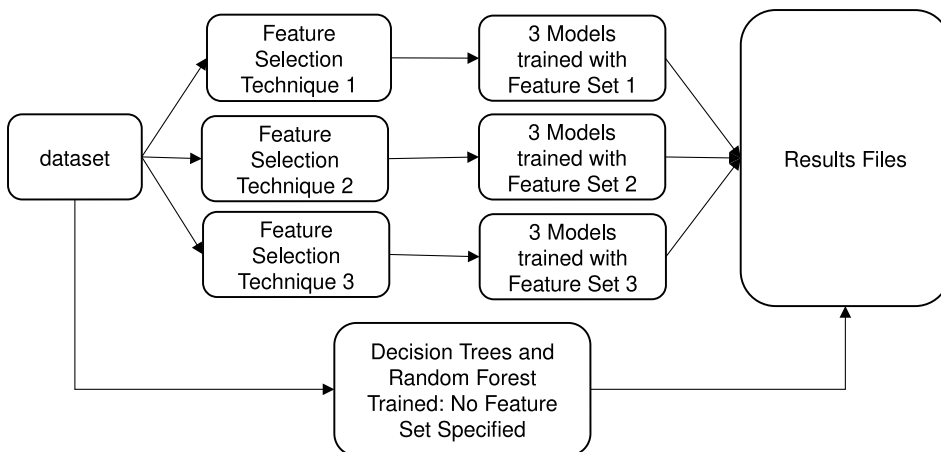 Feature
Selection
Technique 1
3 Models
trained with
Feature Set 1
dataset
Feature
Selection
Technique 2
3 Models
trained with
Feature Set 2
Results Files
Feature
Selection
Technique 3
3 Models
trained with
Feature Set 3
Decision Trees and
Random Forest
Trained: No Feature
Set Specified